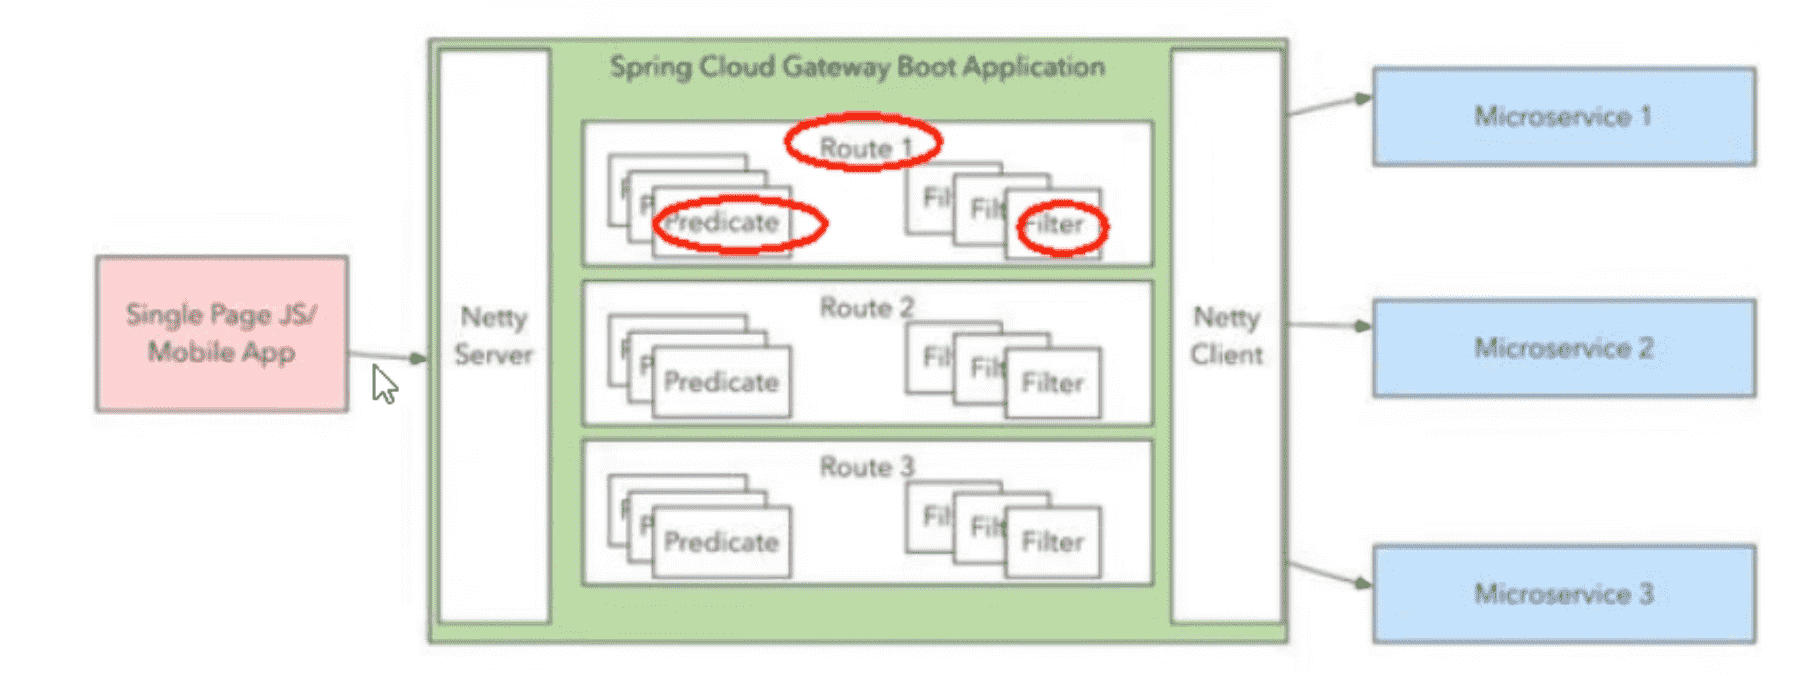 Spring Cloud Gateway Boot Application
Single Page JS/
Mobile App
Netty
Server
Route 1
P
Predicate
Fil
Filt
Filter
Route 2
P
Predicate
Fil
Filt
Filter
Route 3
P
Predicate
Fil
Filt
Filter
Netty
Client
Microservice 1
Microservice 2
Microservice 3